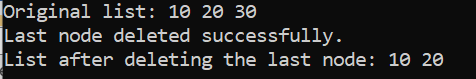 Original list: 10 20 30
Last node deleted successfully.
List after deleting the last node: 10 20